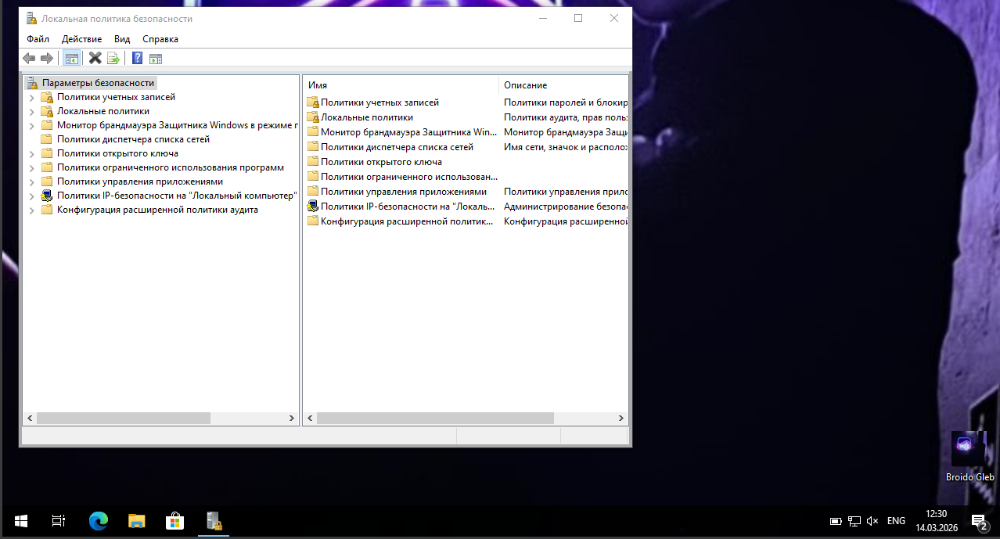 Локальная политика безопасности
Файл Действие Вид Справка
Параметры безопасности
Политики учетных записей
Локальные политики
Монитор брандмауэра Защитника Windows в режиме г
Политики диспетчера списка сетей
Политики открытого ключа
Политики ограниченного использования программ
Политики управления приложениями
Политики IP-безопасности на "Локальный компьютер"
Конфигурация расширенной политики аудита
Имя Описание
Политики учетных записей Политики паролей и блокир
Локальные политики Политики аудита, прав поль
Монитор брандмауэра Защитника Win... Монитор брандмауэра Защи
Политики диспетчера списка сетей Имя сети, значок и располо
Политики открытого ключа
Политики ограниченного использован...
Политики управления приложениями Политики управления прило
Политики IP-безопасности на "Локаль... Администрирование безопа
Конфигурация расширенной политик... Конфигурация расширенной
Broido Gleb
ENG
12:30
14.03.2026
2